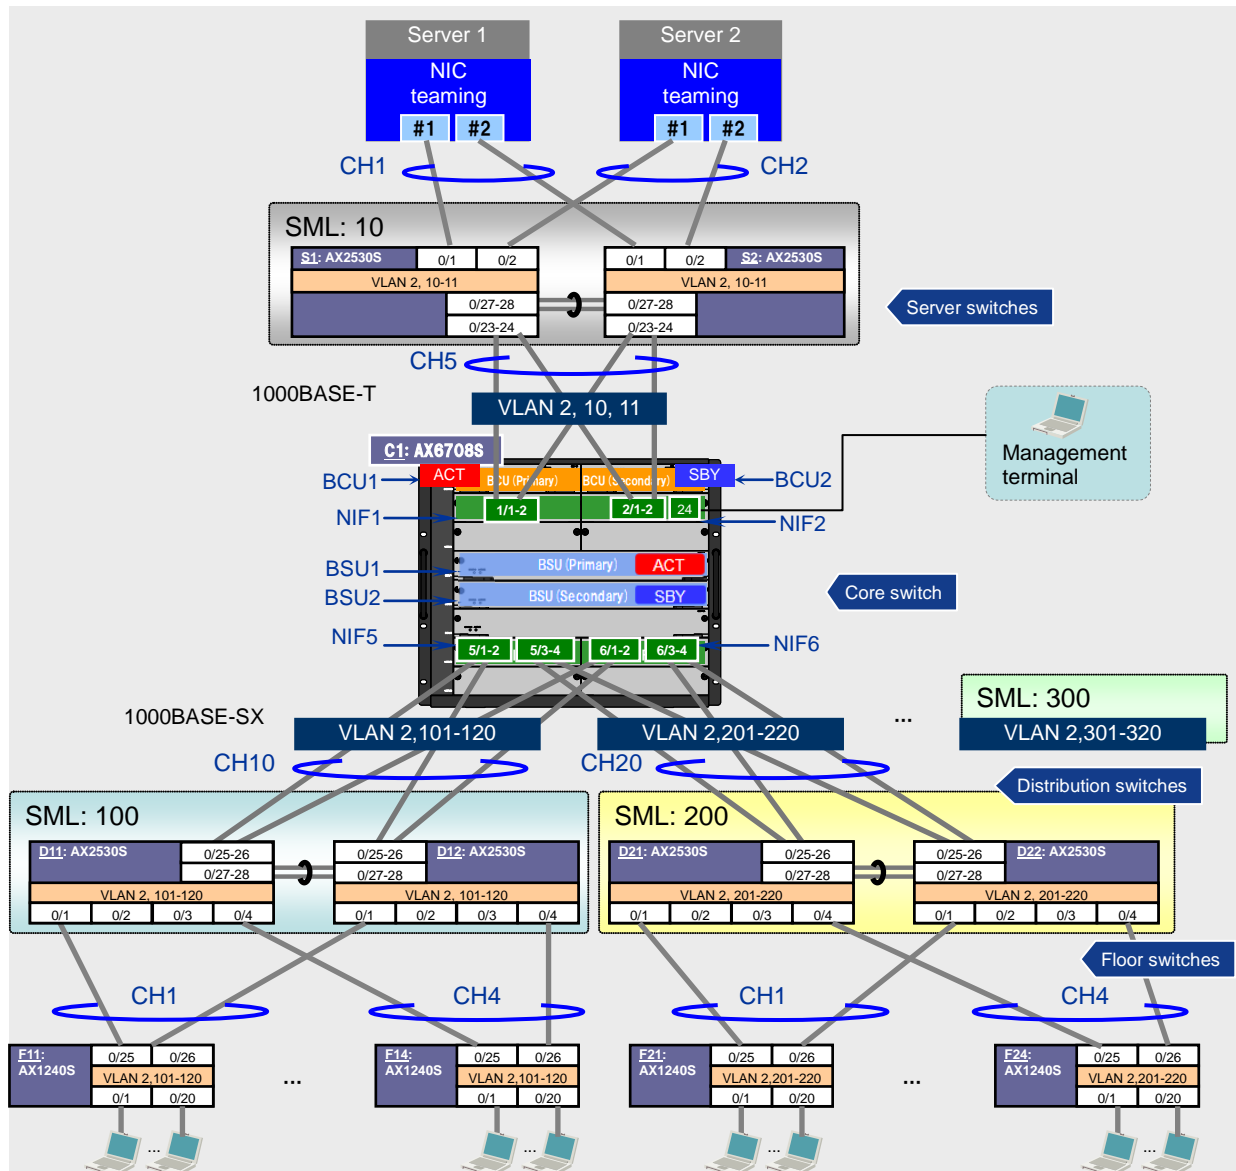 Server 1
Server 2
NIC
teaming
NIC
teaming
#1
#2
#1
#2
CH1
CH2
SML: 10
S1: AX2530S
0/1
0/2
0/1
0/2
S2: AX2530S
VLAN 2, 10-11
VLAN 2, 10-11
0/27-28
0/27-28
0/23-24
0/23-24
Server switches
CH5
1000BASE-T
VLAN 2, 10, 11
Management
terminal
C1: AX6708S
BCU1
ACT
BCU (Primary)
BCU (Secondary)
SBY
BCU2
NIF1
1/1-2
2/1-2
24
NIF2
BSU1
BSU (Primary)
ACT
BSU2
BSU (Secondary)
SBY
Core switch
NIF5
5/1-2
5/3-4
6/1-2
6/3-4
NIF6
1000BASE-SX
VLAN 2,101-120
VLAN 2,201-220
...
SML: 300
VLAN 2,301-320
CH10
CH20
Distribution switches
SML: 100
SML: 200
D11: AX2530S
0/25-26
0/25-26
D12: AX2530S
0/27-28
0/27-28
VLAN 2, 101-120
VLAN 2, 101-120
0/1
0/2
0/3
0/4
0/1
0/2
0/3
0/4
D21: AX2530S
0/25-26
0/25-26
D22: AX2530S
0/27-28
0/27-28
VLAN 2, 201-220
VLAN 2, 201-220
0/1
0/2
0/3
0/4
0/1
0/2
0/3
0/4
Floor switches
CH1
CH4
CH1
CH4
F11:
AX1240S
0/25
0/26
VLAN 2,101-120
0/1
0/20
...
...
F14:
AX1240S
0/25
0/26
VLAN 2,101-120
0/1
0/20
...
F21:
AX1240S
0/25
0/26
VLAN 2,201-220
0/1
0/20
...
...
F24:
AX1240S
0/25
0/26
VLAN 2,201-220
0/1
0/20
...